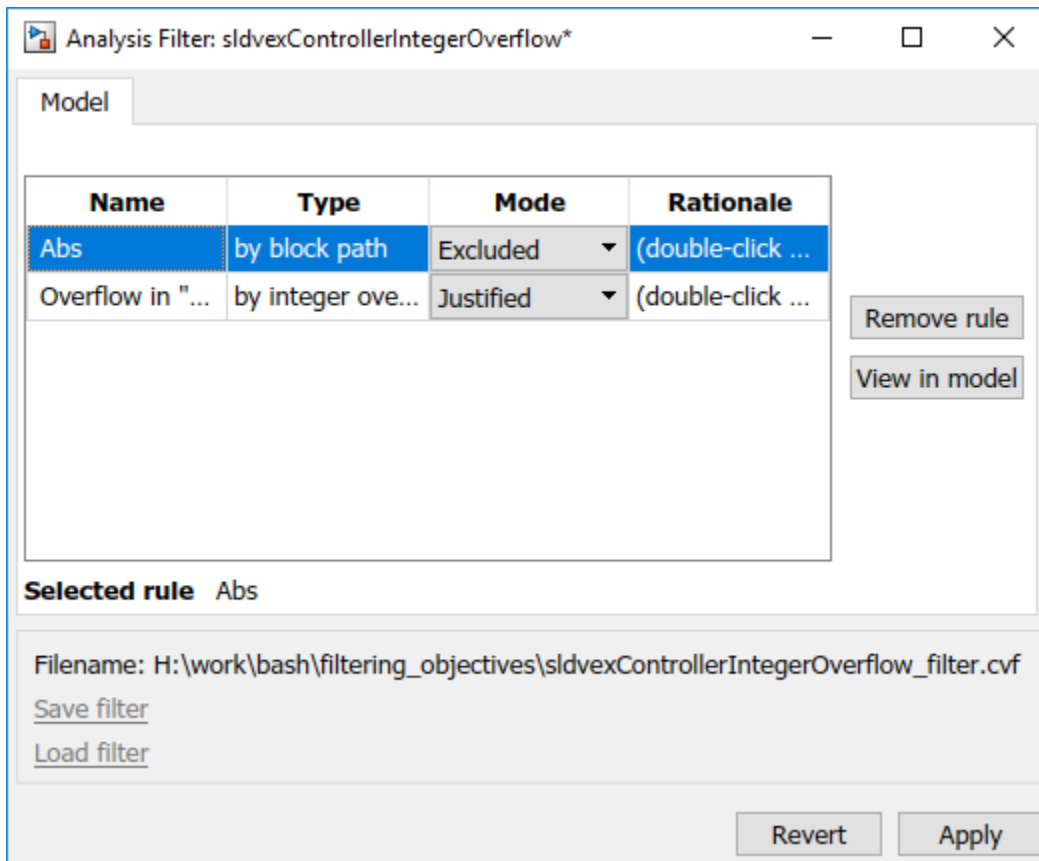 Analysis Filter: sldvexControllerIntegerOverflow*
Model
Name Type Mode Rationale
Abs by block path Excluded (double-click ...
Overflow in "... by integer ove... Justified (double-click ...
Remove rule
View in model
Selected rule Abs
Filename: H:\work\bash\filtering_objectives\sldvexControllerIntegerOverflow_filter.cvf
Save filter
Load filter
Revert Apply